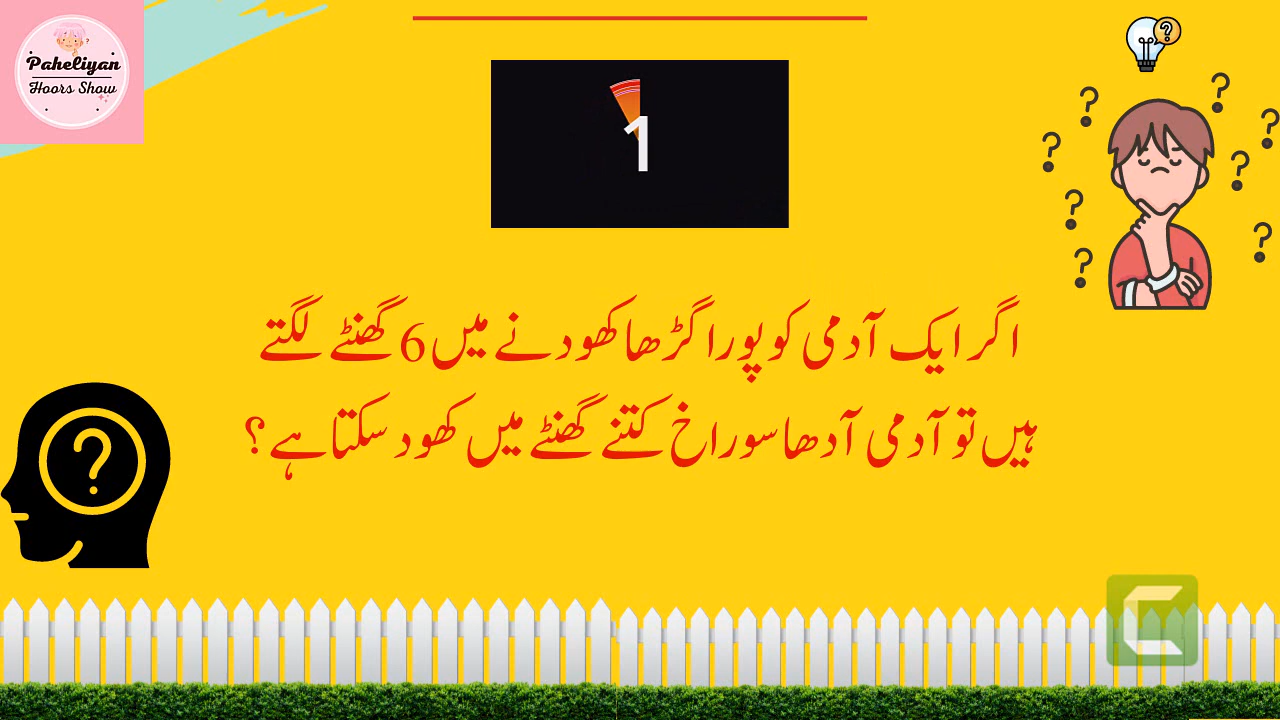 Paheliyan
Hoors Show
1
اگر ایک آدمی کو پورا گڑھا کھودنے میں 6 گھنٹے لگتے
ہیں تو آدمی آدھا سوراخ کتنے گھنٹے میں کھود سکتا ہے ؟